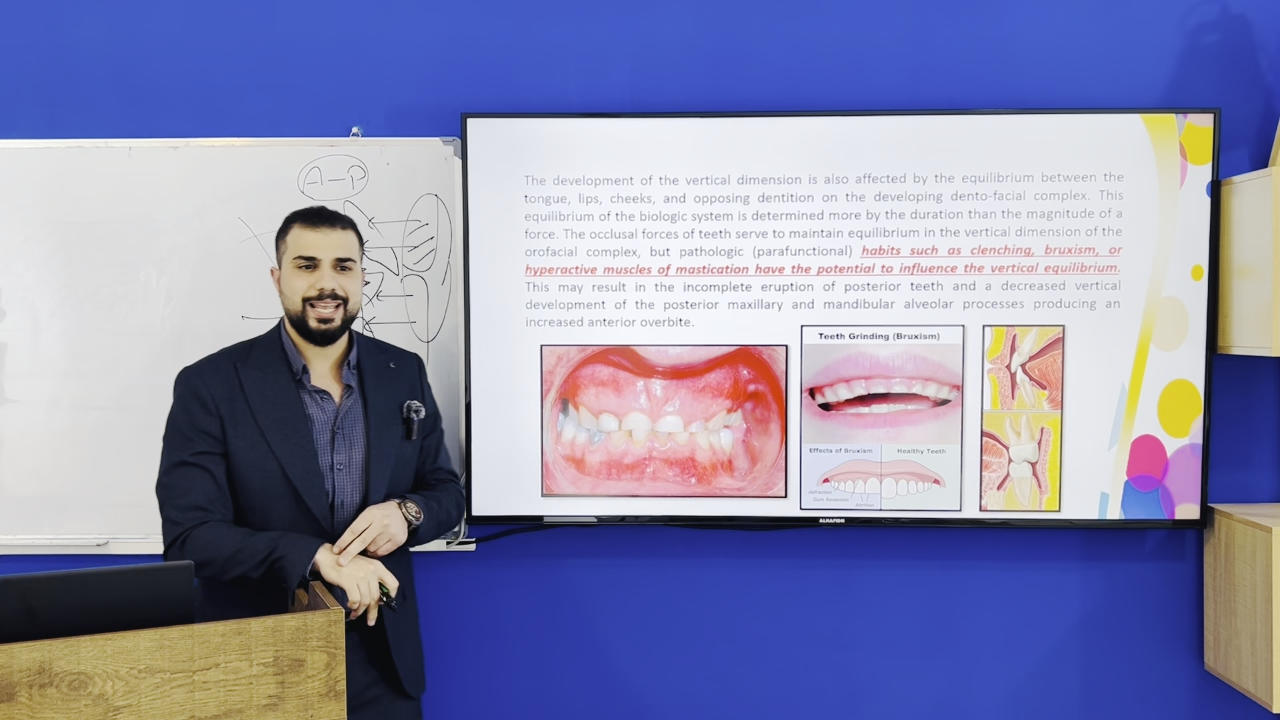 A-P
The development of the vertical dimension is also affected by the equilibrium between the
tongue, lips, cheeks, and opposing dentition on the developing dento-facial complex. This
equilibrium of the biologic system is determined more by the duration than the magnitude of a
force. The occlusal forces of teeth serve to maintain equilibrium in the vertical dimension of the
orofacial complex, but pathologic (parafunctional) habits such as clenching, bruxism, or
hyperactive muscles of mastication have the potential to influence the vertical equilibrium.
This may result in the incomplete eruption of posterior teeth and a decreased vertical
development of the posterior maxillary and mandibular alveolar processes producing an
increased anterior overbite.
Teeth Grinding (Bruxism)
Effects of Bruxism
Healthy Teeth
Gum Recession
Attrition
ALHAFIDH